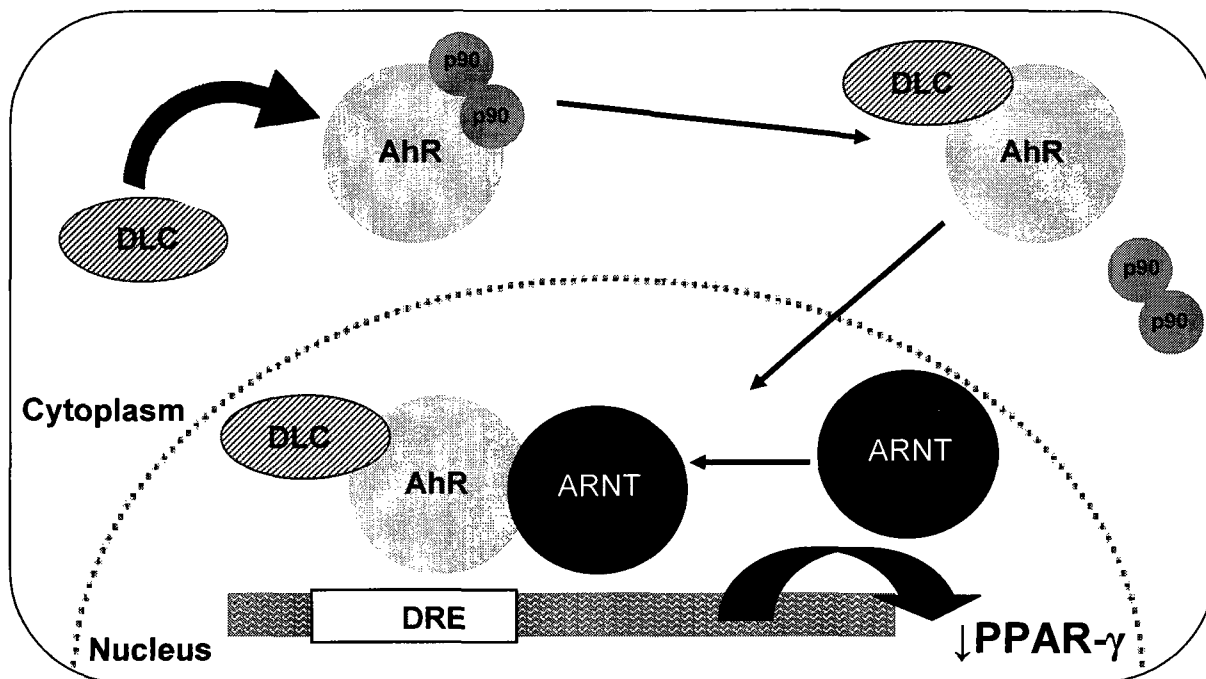 p90
p90
AhR
DLC
DLC
AhR
p90
p90
Cytoplasm
DLC
AhR
ARNT
ARNT
DRE
Nucleus
↓PPAR-γ